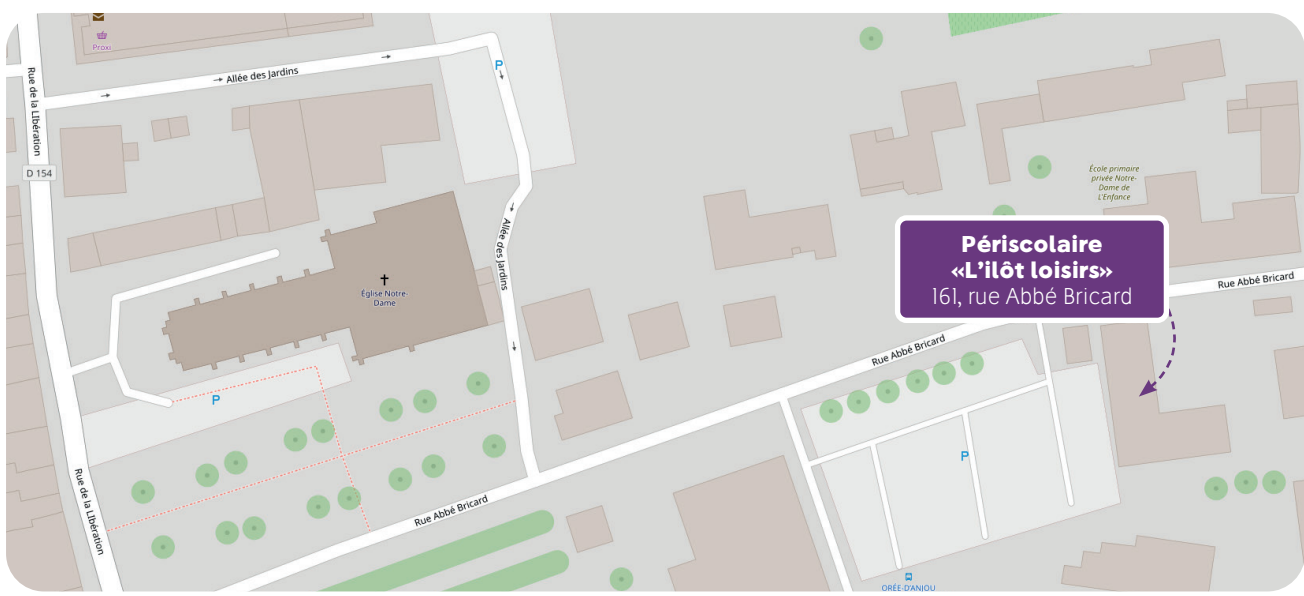 Proxi
Allée des Jardins
P
Rue de la LIbération
D 154
École primaire
privée Notre-
Dame de
L'Enfance
Périscolaire
«L'ilôt loisirs»
161, rue Abbé Bricard
Rue Abbé Bricard
Allée des Jardins
Église Notre-
Dame
Rue Abbé Bricard
P
P
Rue de la LIbération
Rue Abbé Bricard
ORÉE-D'ANJOU